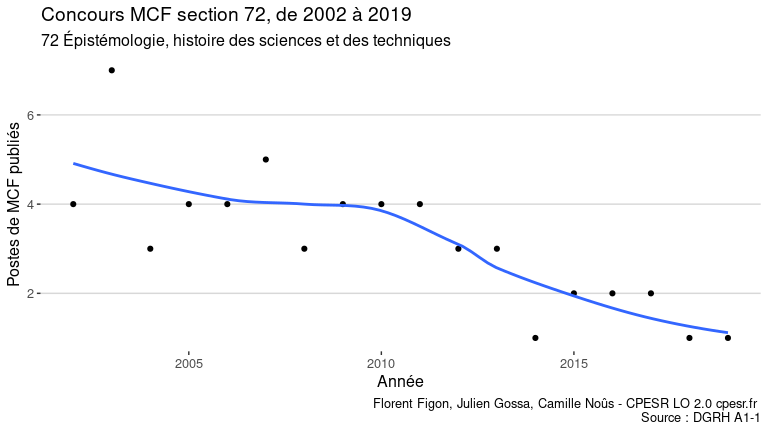 Concours MCF section 72, de 2002 à 2019
72 Épistémologie, histoire des sciences et des techniques
Postes de MCF publiés
6
4
2
2005
2010
2015
Année
Florent Figon, Julien Gossa, Camille Noûs - CPESR LO 2.0 cpesr.fr
Source : DGRH A1-1